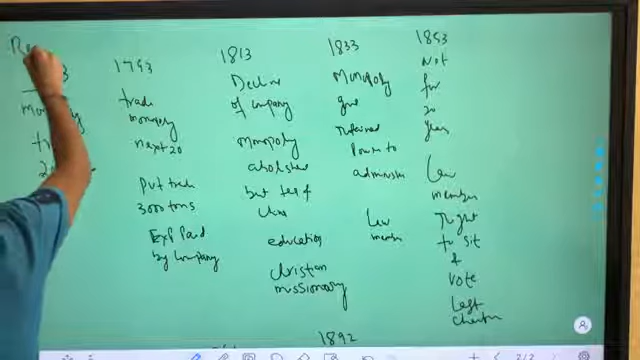 1793
trade
monopoly
next 20
Pvt trade
3000 tons
Exp Paid
by Company
1813
Decline
of company
Monopoly
abolished
but tea &
China
education
Christian
missionary
1833
Monopoly
gone
retained
Power to
administer
Law
member
1853
Not
for
20
years
Law
member
right
to sit
&
vote
Last
charter
1892